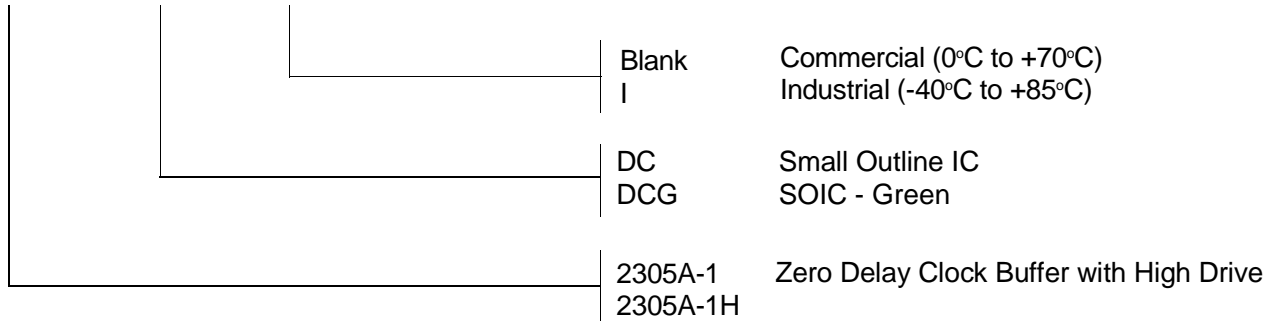 Blank Commercial (0°C to +70°C)
I Industrial (-40°C to +85°C)
DC Small Outline IC
DCG SOIC - Green
2305A-1 Zero Delay Clock Buffer with High Drive
2305A-1H